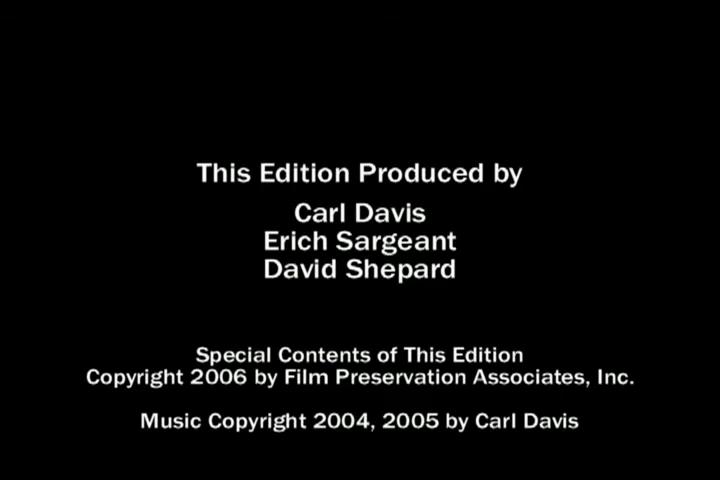 This Edition Produced by
Carl Davis
Erich Sargeant
David Shepard
Special Contents of This Edition
Copyright 2006 by Film Preservation Associates, Inc.
Music Copyright 2004, 2005 by Carl Davis